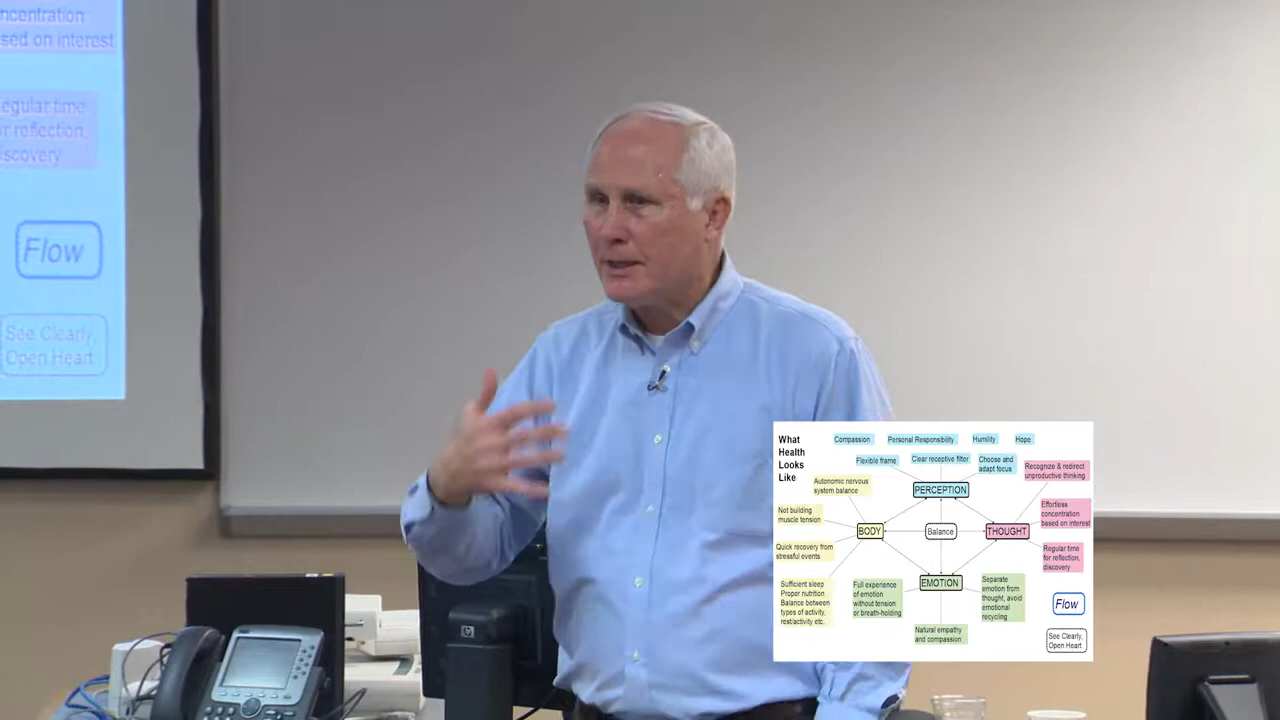 ncentration
sed on interest
egular time
or reflection,
iscovery
Flow
See Clearly,
Open Heart
What
Health
Looks
Like
Compassion
Personal Responsibility
Humility
Hope
Flexible frame
Clear receptive filter
Choose and
adapt focus
Recognize & redirect
unproductive thinking
Autonomic nervous
system balance
PERCEPTION
Not building
muscle tension
Effortless
concentration
based on interest
BODY
Balance
THOUGHT
Quick recovery from
stressful events
Regular time
for reflection,
discovery
EMOTION
Sufficient sleep
Proper nutrition
Balance between
types of activity,
rest/activity etc.
Full experience
of emotion
without tension
or breath-holding
Separate
emotion from
thought, avoid
emotional
recycling
Natural empathy
and compassion
Flow
See Clearly,
Open Heart
hp